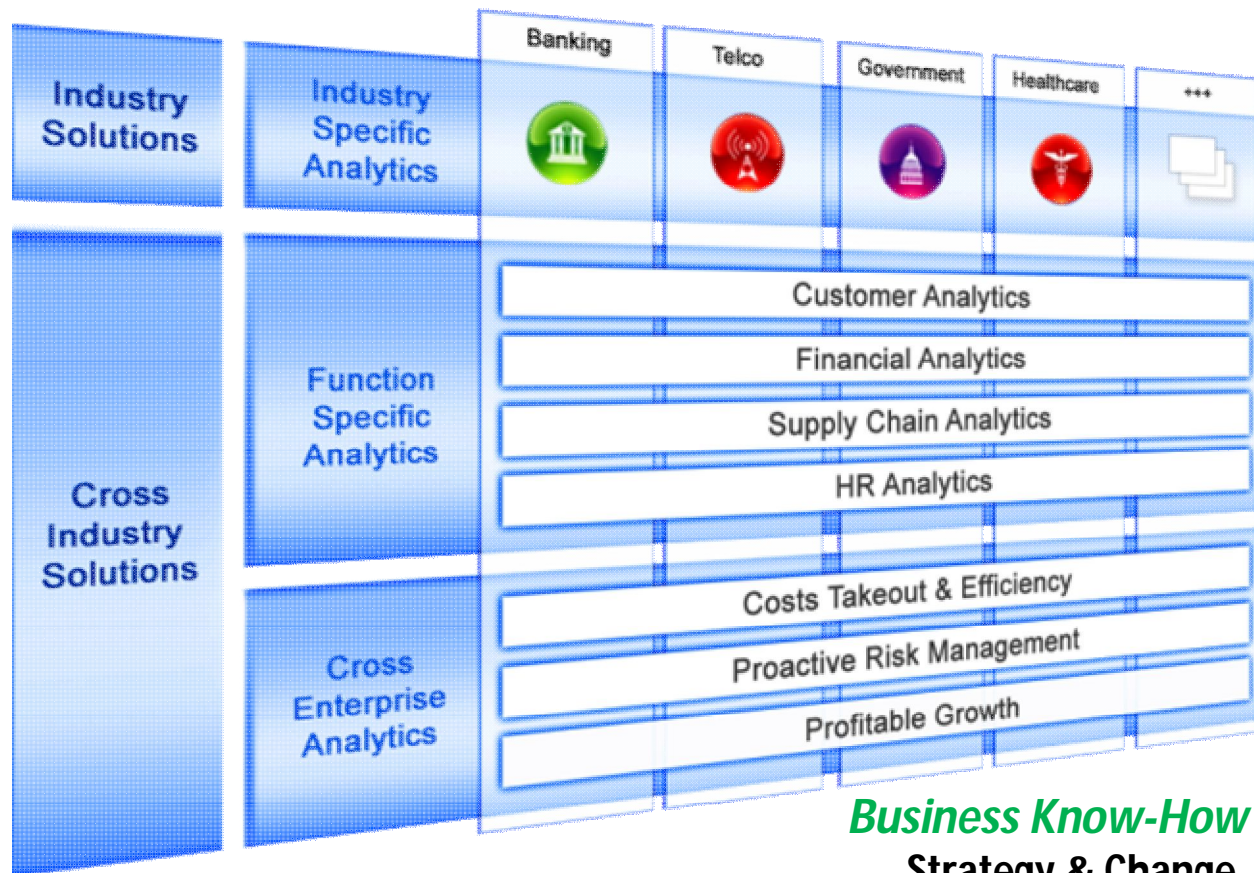 Banking
Telco
Government
Healthcare
+++
Industry
Solutions
Industry
Specific
Analytics
Customer Analytics
Financial Analytics
Supply Chain Analytics
HR Analytics
Function
Specific
Analytics
Cross
Industry
Solutions
Costs Takeout & Efficiency
Proactive Risk Management
Profitable Growth
Cross
Enterprise
Analytics
Business Know-How
Strategy & Change